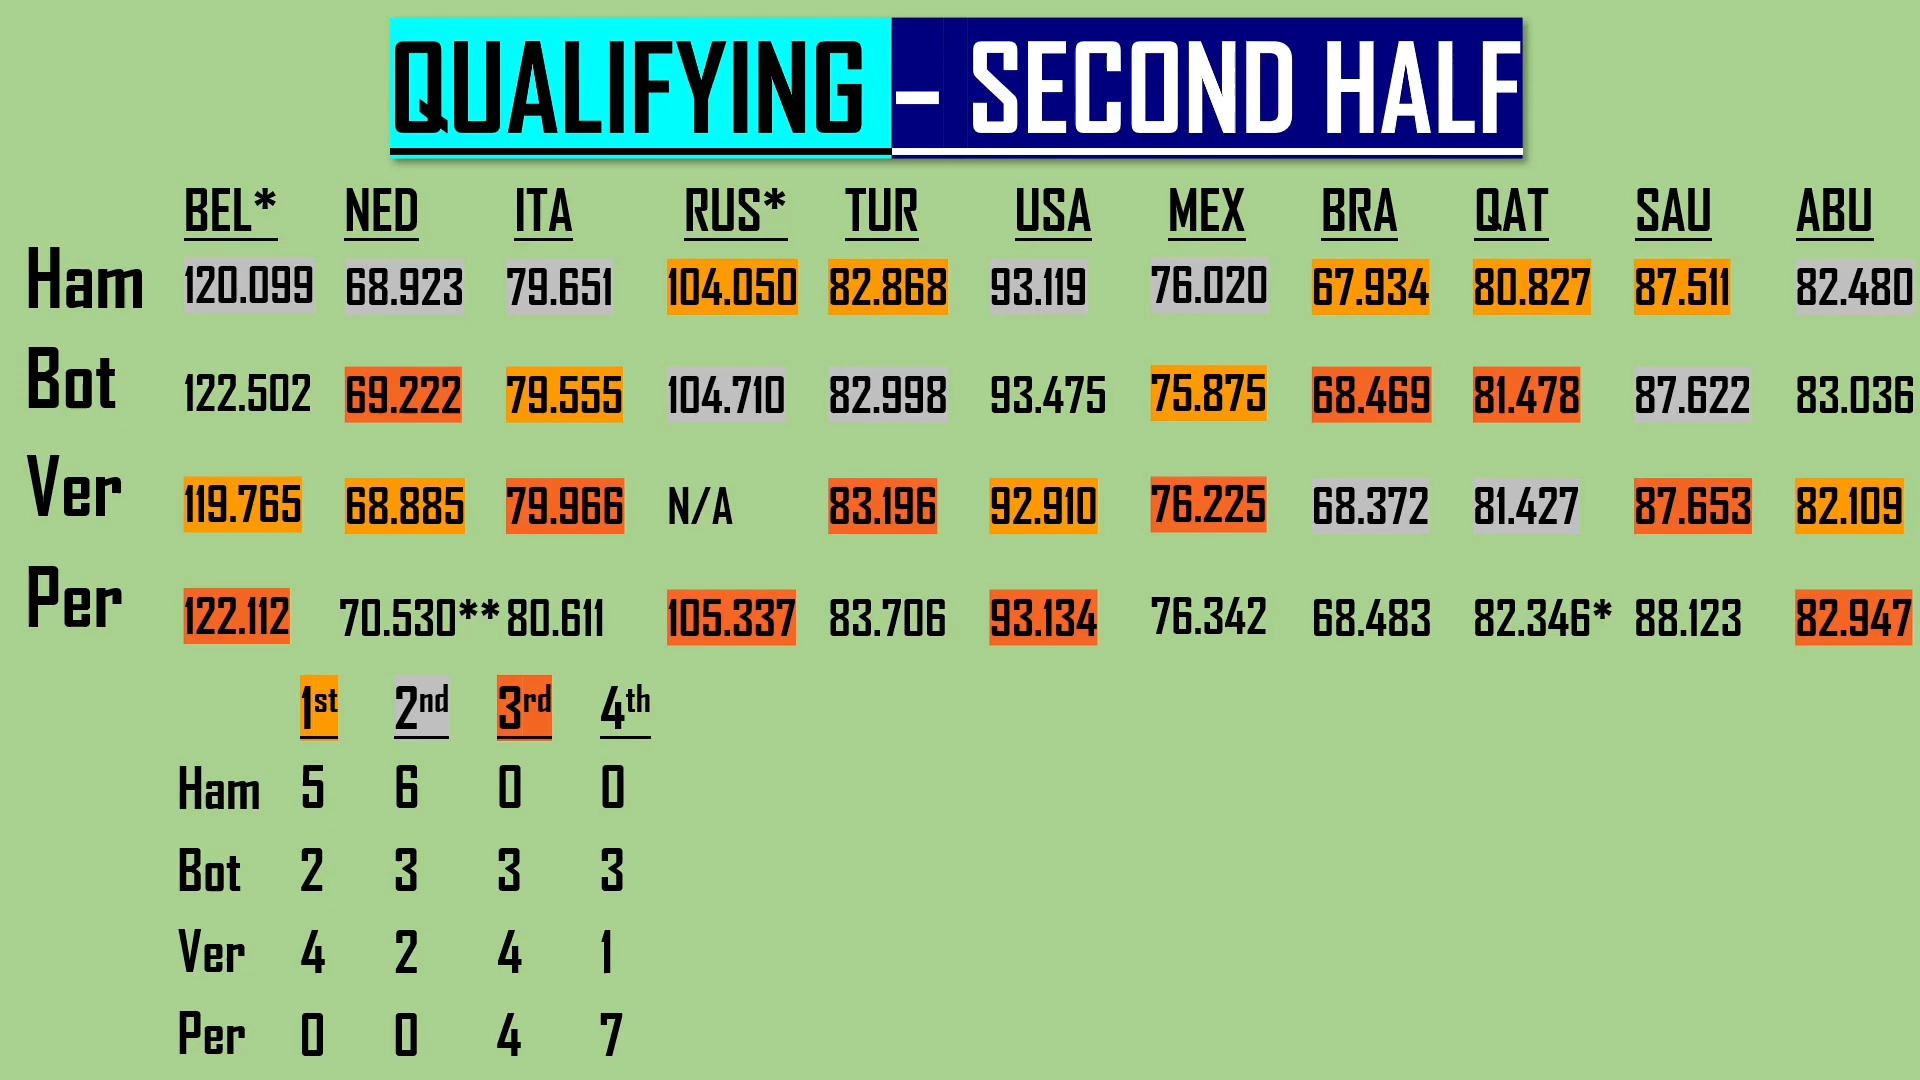 QUALIFYING – SECOND HALF
BEL* NED ITA RUS* TUR USA MEX BRA QAT SAU ABU
Ham 120.099 68.923 79.651 104.050 82.868 93.119 76.020 67.934 80.827 87.511 82.480
Bot 122.502 69.222 79.555 104.710 82.998 93.475 75.875 68.469 81.478 87.622 83.036
Ver 119.765 68.885 79.966 N/A 83.196 92.910 76.225 68.372 81.427 87.653 82.109
Per 122.112 70.530** 80.611 105.337 83.706 93.134 76.342 68.483 82.346* 88.123 82.947
1st 2nd 3rd 4th
Ham 5 6 0 0
Bot 2 3 3 3
Ver 4 2 4 1
Per 0 0 4 7